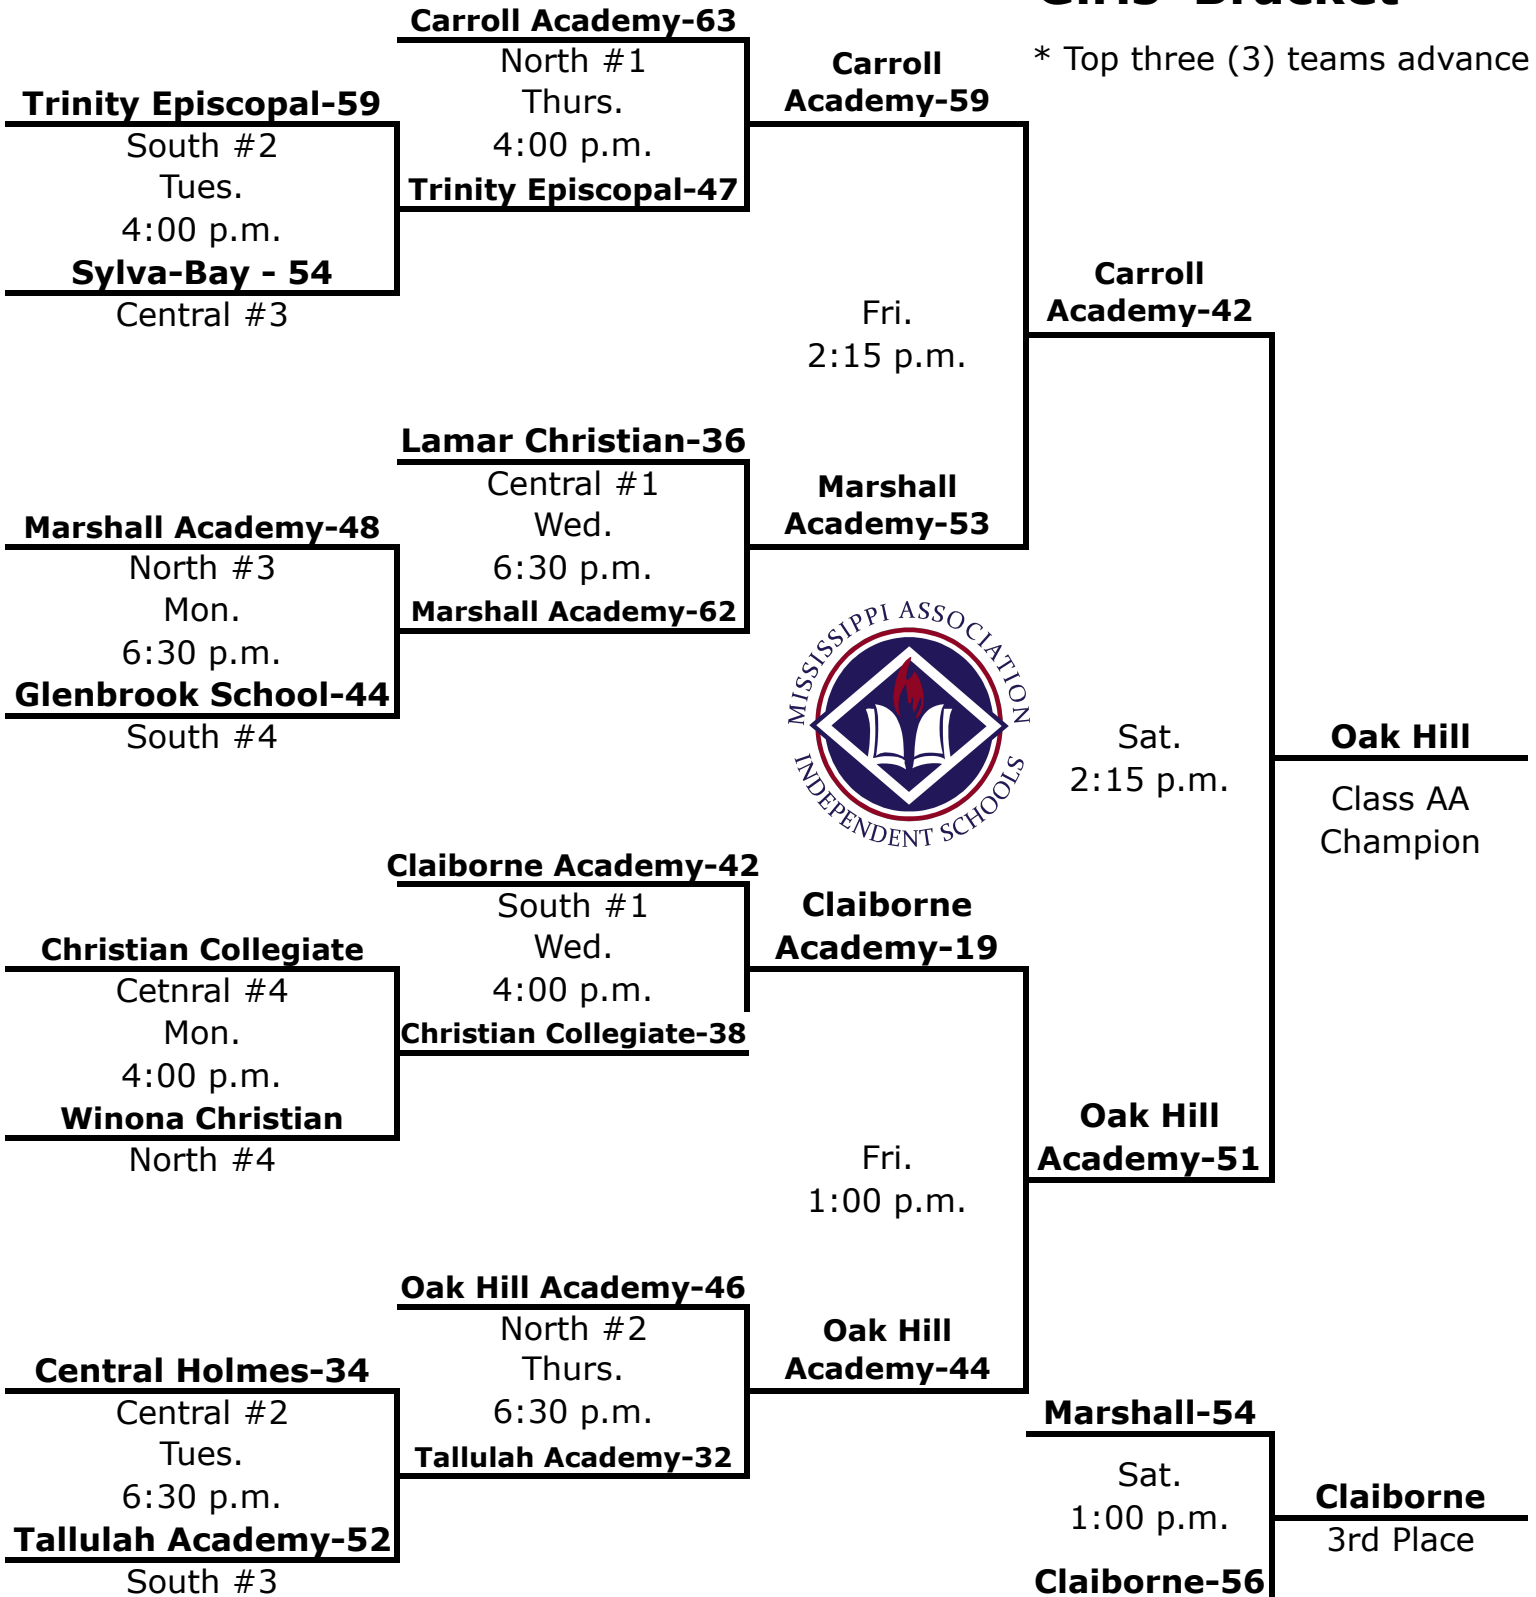 Girls' Bracket
* Top three (3) teams advance
Trinity Episcopal-59
South #2
Tues.
4:00 p.m.
Sylva-Bay - 54
Central #3
Marshall Academy-48
North #3
Mon.
6:30 p.m.
Glenbrook School-44
South #4
Christian Collegiate
Cetnral #4
Mon.
4:00 p.m.
Winona Christian
North #4
Central Holmes-34
Central #2
Tues.
6:30 p.m.
Tallulah Academy-52
South #3
Carroll Academy-63
North #1
Thurs.
4:00 p.m.
Trinity Episcopal-47
Lamar Christian-36
Central #1
Wed.
6:30 p.m.
Marshall Academy-62
Claiborne Academy-42
South #1
Wed.
4:00 p.m.
Christian Collegiate-38
Oak Hill Academy-46
North #2
Thurs.
6:30 p.m.
Tallulah Academy-32
Carroll
Academy-59
Fri.
2:15 p.m.
Marshall
Academy-53
MISSISSIPPI ASSOCIATION
INDEPENDENT SCHOOLS
Claiborne
Academy-19
Fri.
1:00 p.m.
Oak Hill
Academy-44
Carroll
Academy-42
Sat.
2:15 p.m.
Oak Hill
Academy-51
Oak Hill
Class AA
Champion
Marshall-54
Sat.
1:00 p.m.
Claiborne-56
Claiborne
3rd Place